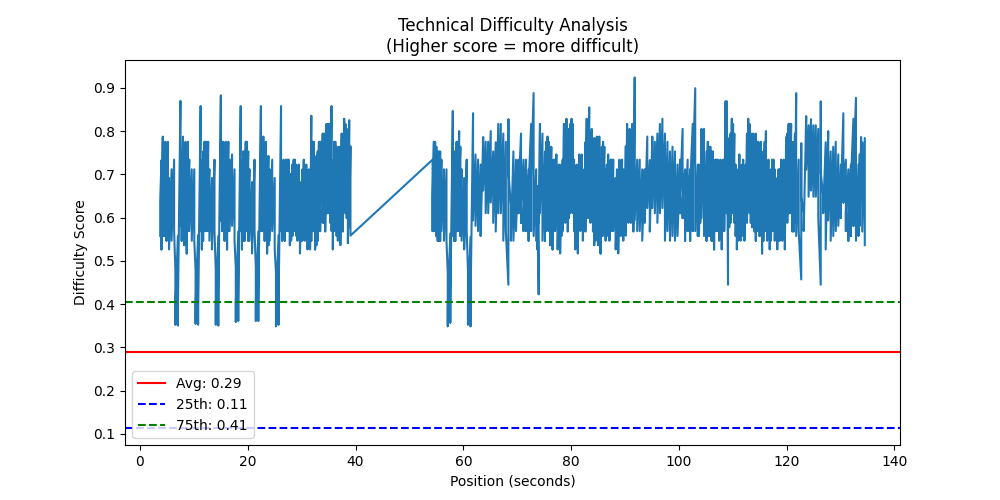 Technical Difficulty Analysis
(Higher score = more difficult)
Difficulty Score
0.9
0.8
0.7
0.6
0.5
0.4
0.3
0.2
0.1
Avg: 0.29
25th: 0.11
75th: 0.41
0 20 40 60 80 100 120 140
Position (seconds)